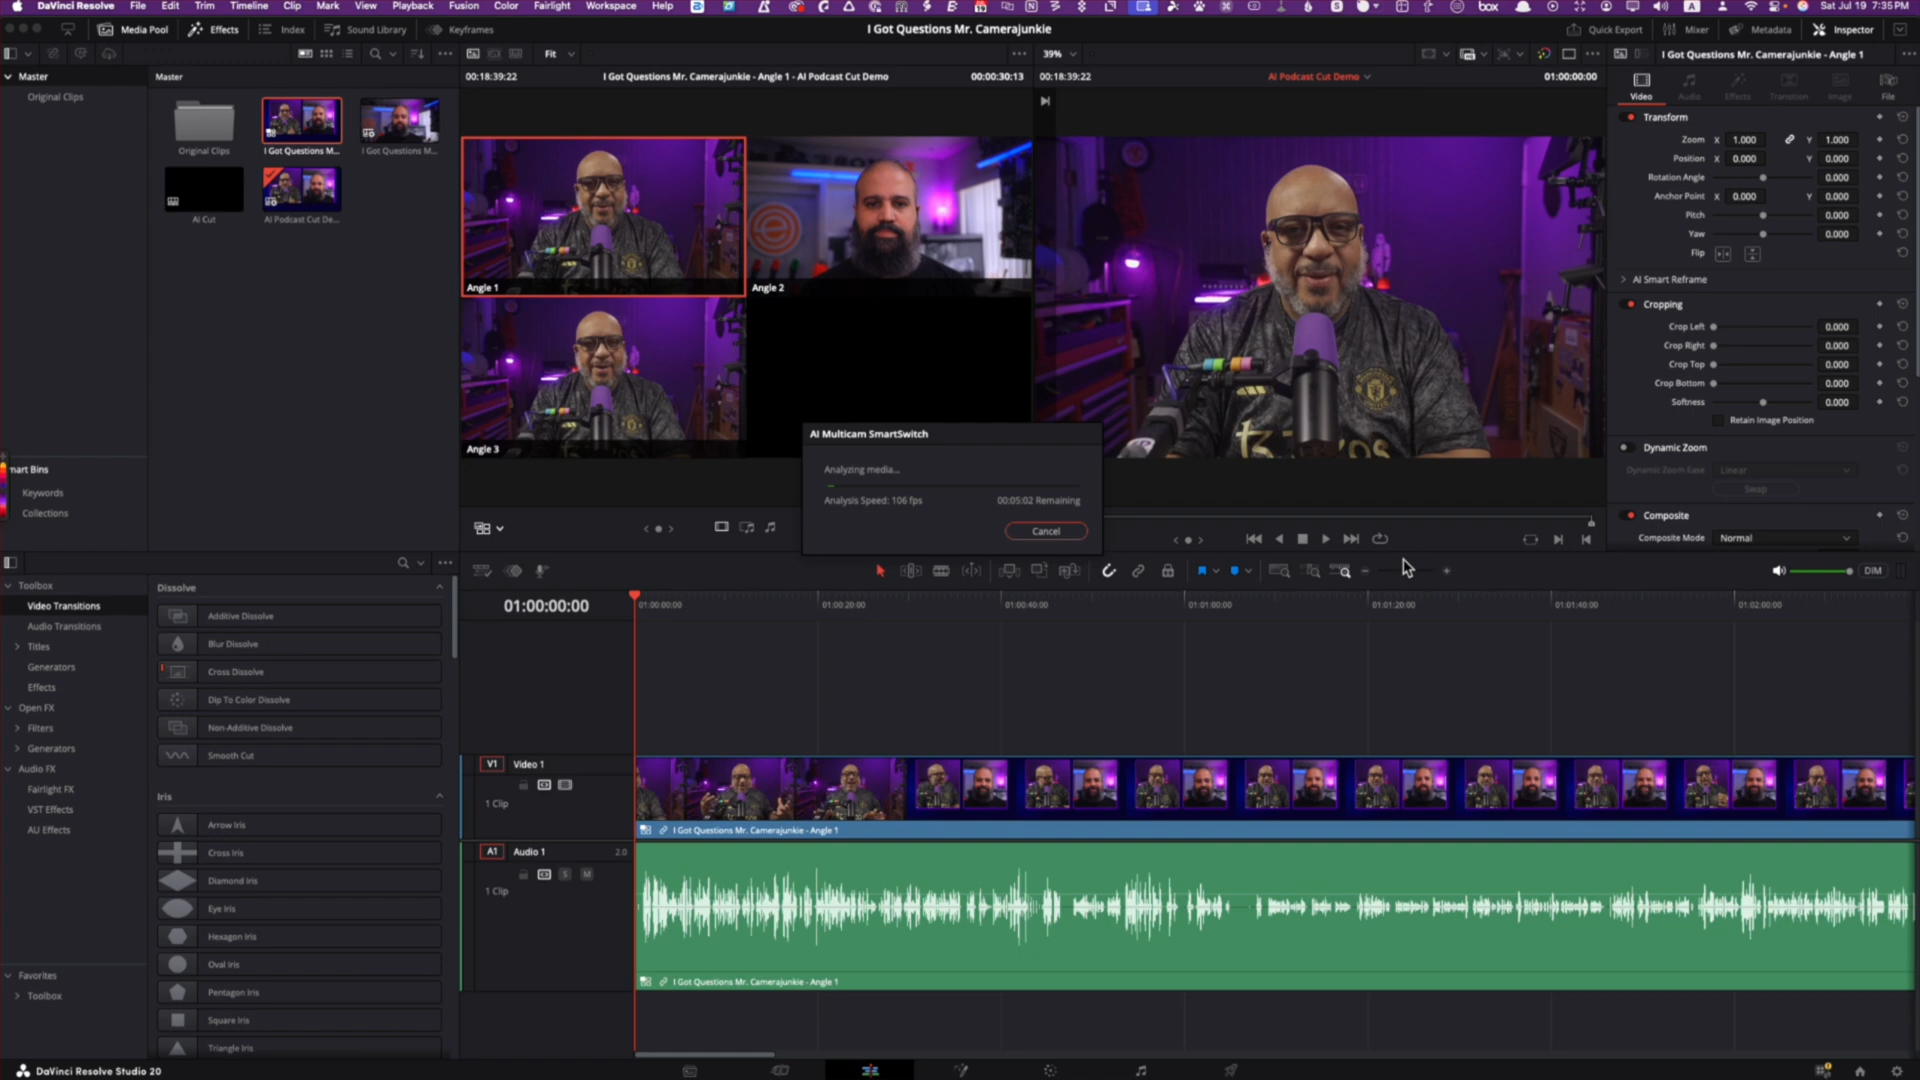 DaVinci Resolve File Edit Trim Timeline Clip Mark View Playback Fusion Color Fairlight Workspace Help
box
A
Sat Jul 19 7:35 PM
Media Pool Effects Index Sound Library Keyframes
I Got Questions Mr. Camerajunkie
Quick Export Mixer Metadata Inspector
Fit
39%
I Got Questions Mr. Camerajunkie - Angle 1
Master
Master
Original Clips
00:18:39:22
I Got Questions Mr. Camerajunkie - Angle 1 - AI Podcast Cut Demo
00:00:30:13
00:18:39:22
AI Podcast Cut Demo
01:00:00:00
Video Audio Effects Transition Image File
Original Clips
I Got Questions M...
I Got Questions M...
AI Cut
AI Podcast Cut De...
Angle 1
Angle 2
Angle 3
Transform
Zoom X 1.000 Y 1.000
Position X 0.000 Y 0.000
Rotation Angle 0.000
Anchor Point X 0.000 Y 0.000
Pitch 0.000
Yaw 0.000
Flip
AI Smart Reframe
Cropping
Crop Left 0.000
Crop Right 0.000
Crop Top 0.000
Crop Bottom 0.000
Softness 0.000
Retain Image Position
Dynamic Zoom
Dynamic Zoom Ease Linear
Swap
Composite
Composite Mode Normal
AI Multicam SmartSwitch
Analyzing media...
Analysis Speed: 106 fps
00:05:02 Remaining
Cancel
mart Bins
Keywords
Collections
Toolbox
Video Transitions
Audio Transitions
Titles
Generators
Effects
Open FX
Filters
Generators
Audio FX
Fairlight FX
VST Effects
AU Effects
Favorites
Toolbox
Dissolve
Additive Dissolve
Blur Dissolve
Cross Dissolve
Dip To Color Dissolve
Non-Additive Dissolve
Smooth Cut
Iris
Arrow Iris
Cross Iris
Diamond Iris
Eye Iris
Hexagon Iris
Oval Iris
Pentagon Iris
Square Iris
Triangle Iris
DIM
01:00:00:00
01:00:00:00 01:00:20:00 01:00:40:00 01:01:00:00 01:01:20:00 01:01:40:00 01:02:00:00
V1 Video 1
1 Clip
I Got Questions Mr. Camerajunkie - Angle 1
A1 Audio 1 2.0
S M
1 Clip
I Got Questions Mr. Camerajunkie - Angle 1
DaVinci Resolve Studio 20